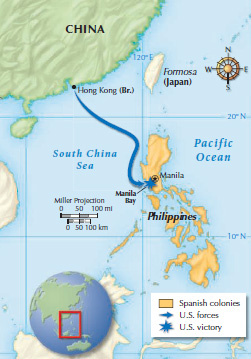 CHINA
N
W
E
S
120°E
Formosa
(Japan)
Hong Kong (Br.)
20°N
South China
Sea
Pacific
Ocean
Manila
Manila
Bay
Miller Projection
0 50 100 mi
0 50 100 km
Philippines
10°N
Spanish colonies
U.S. forces
U.S. victory